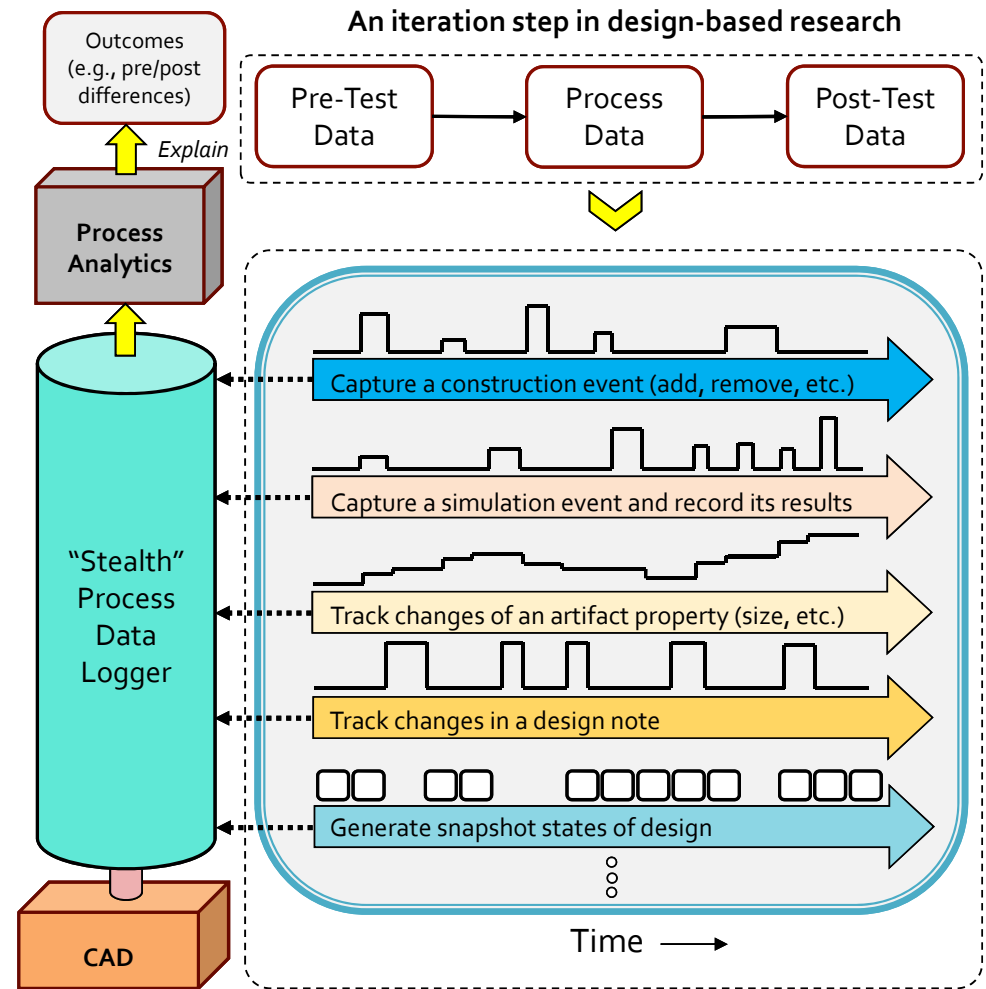 An iteration step in design-based research
Outcomes
(e.g., pre/post
differences)
Explain
Process
Analytics
"Stealth"
Process
Data
Logger
CAD
Pre-Test
Data
Process
Data
Post-Test
Data
Capture a construction event (add, remove, etc.)
Capture a simulation event and record its results
Track changes of an artifact property (size, etc.)
Track changes in a design note
Generate snapshot states of design
Time